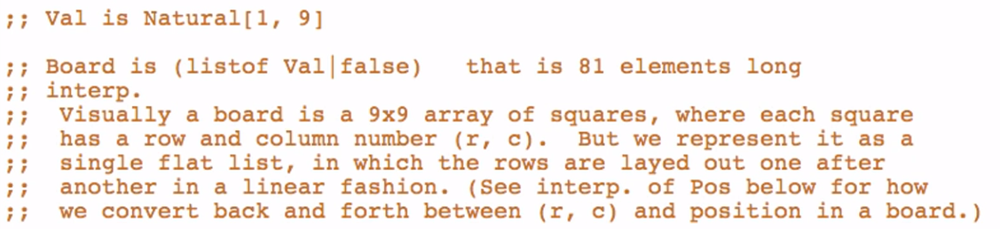 ;; Val is Natural[1, 9]
;; Board is (listof Val|false)   that is 81 elements long
;; interp.
;;  Visually a board is a 9x9 array of squares, where each square
;;  has a row and column number (r, c).  But we represent it as a
;;  single flat list, in which the rows are layed out one after
;;  another in a linear fashion. (See interp. of Pos below for how
;;  we convert back and forth between (r, c) and position in a board.)